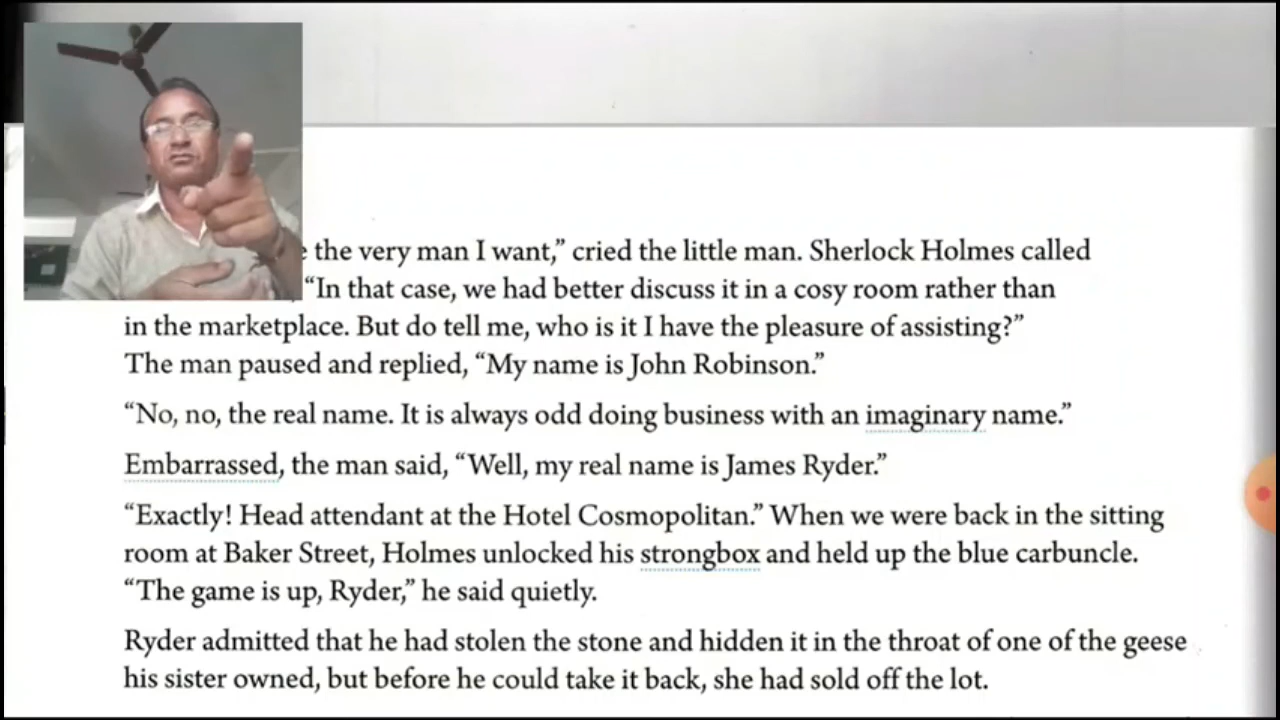 the very man I want,” cried the little man. Sherlock Holmes called
“In that case, we had better discuss it in a cosy room rather than
in the marketplace. But do tell me, who is it I have the pleasure of assisting?”
The man paused and replied, “My name is John Robinson.”
“No, no, the real name. It is always odd doing business with an imaginary name.”
Embarrassed, the man said, “Well, my real name is James Ryder.”
“Exactly! Head attendant at the Hotel Cosmopolitan.” When we were back in the sitting
room at Baker Street, Holmes unlocked his strongbox and held up the blue carbuncle.
“The game is up, Ryder,” he said quietly.
Ryder admitted that he had stolen the stone and hidden it in the throat of one of the geese
his sister owned, but before he could take it back, she had sold off the lot.